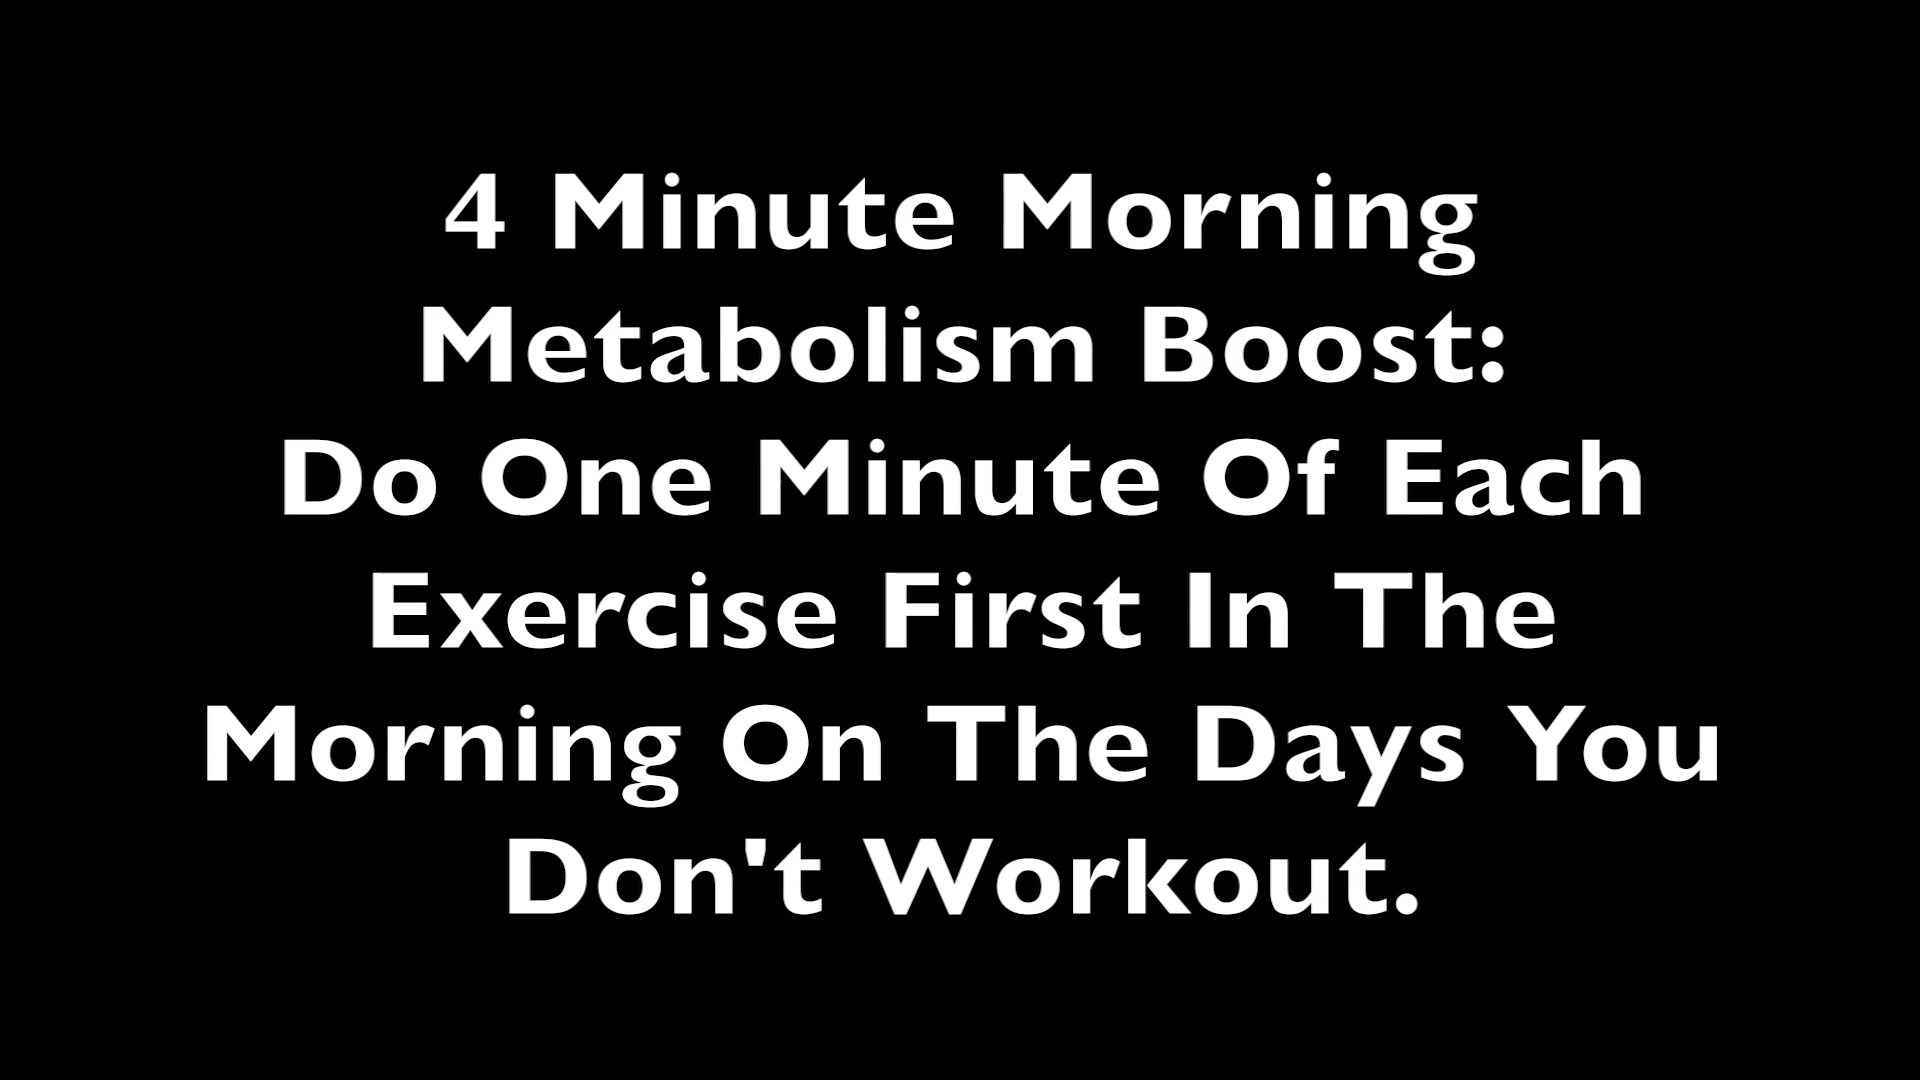 4 Minute Morning
Metabolism Boost:
Do One Minute Of Each
Exercise First In The
Morning On The Days You
Don't Workout.